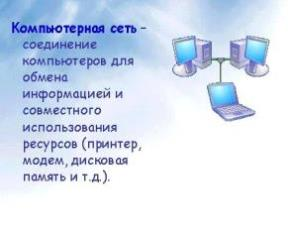 Компьютерная сеть –
соединение
компьютеров для
обмена
информацией и
совместного
использования
ресурсов (принтер,
модем, дисковая
память и т.д.).